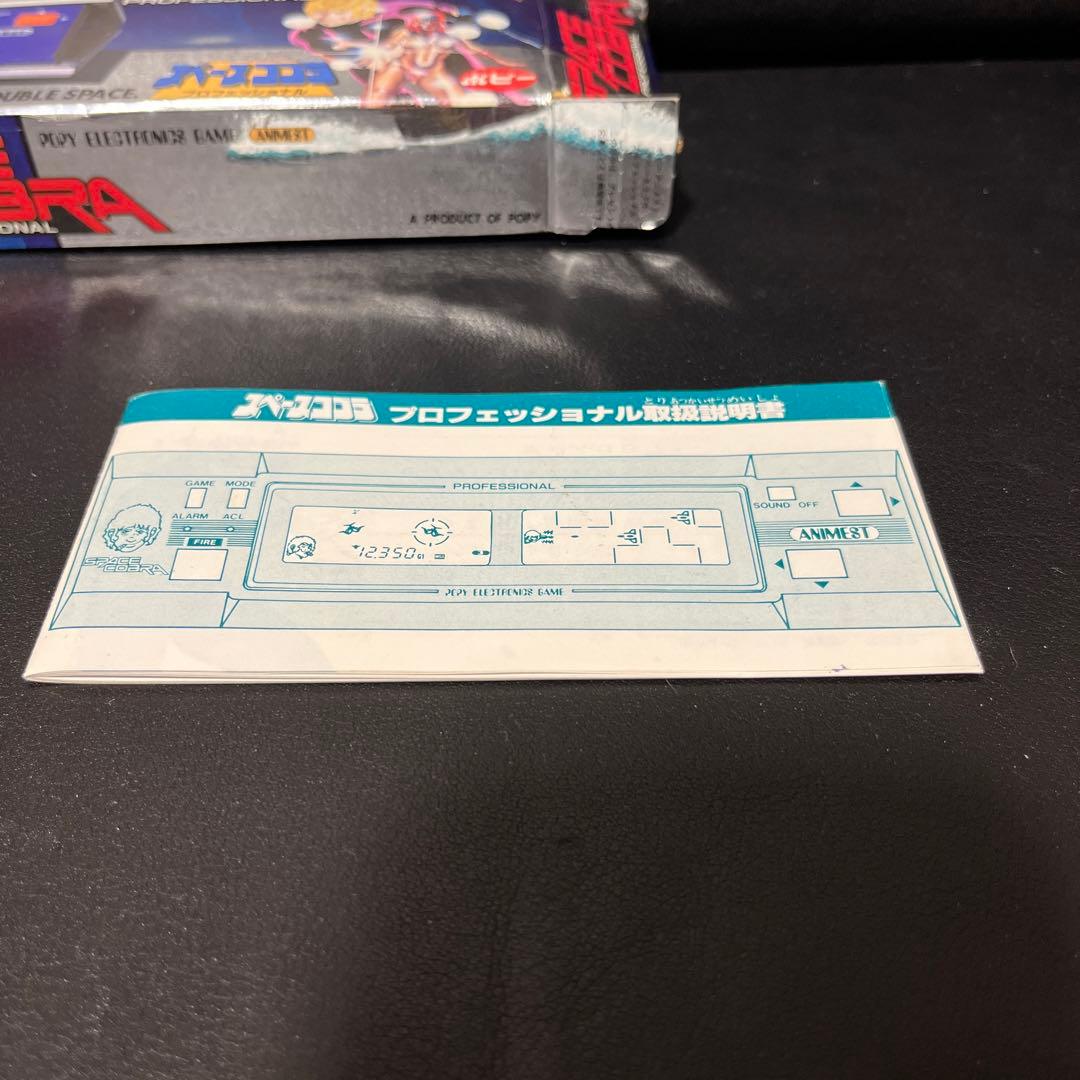 PROFESSIONAL
スペースコブラ
プロフェッショナル
DOUBLE SPACE.
SPACE
COBRA
POPY ELECTRONICS GAME ANIMEST
BRA
ONAL
A PRODUCT OF POPY
スペースコブラ プロフェッショナル取扱説明書
とりあつかいせつめいしょ
PROFESSIONAL
GAME MODE
ALARM ACL
FIRE
SPACE
COBRA
12350
SOUND OFF
ANIMEST
POPY ELECTRONICS GAME